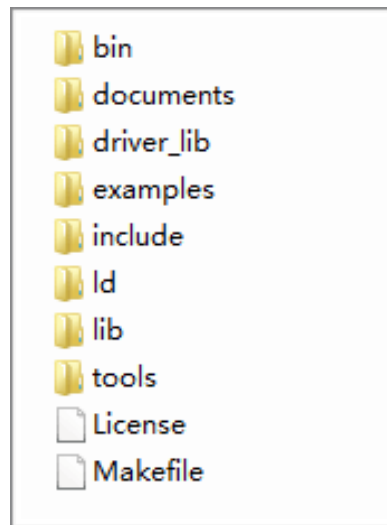 bin
documents
driver_lib
examples
include
ld
lib
tools
License
Makefile